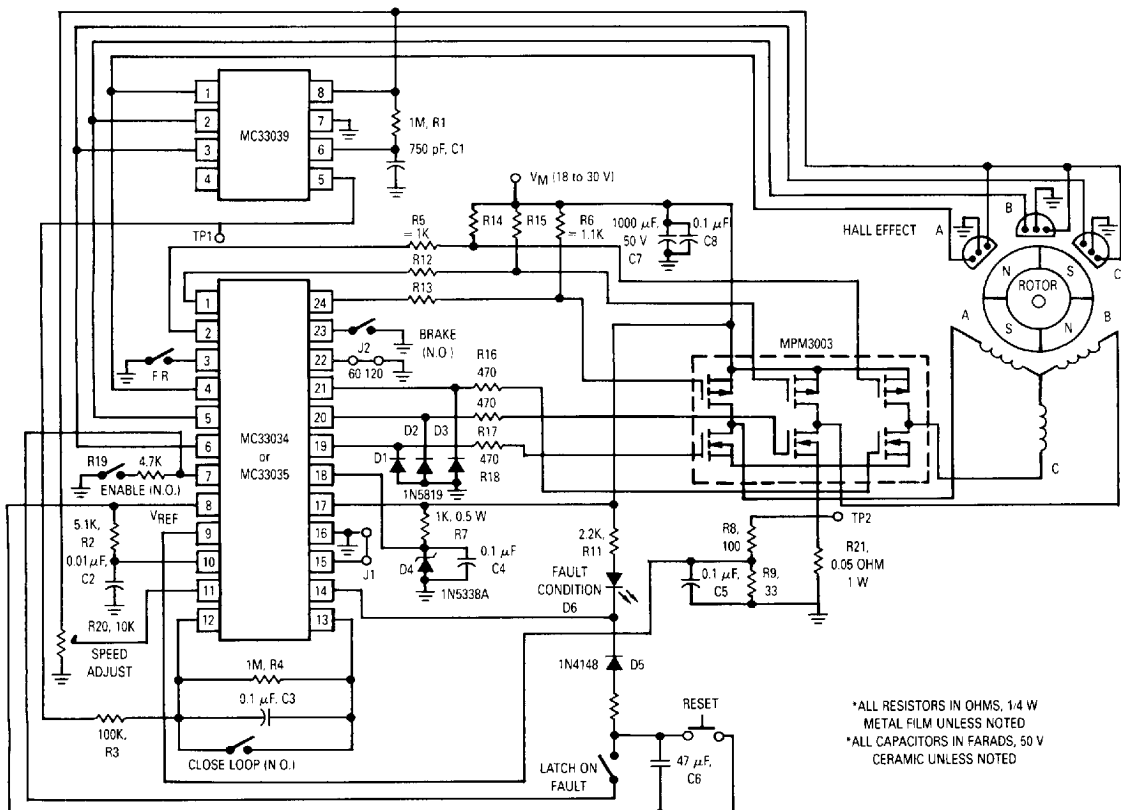 1
2
3
4
MC33039
8
7
6
5
1M, R1
750 pF, C1
TP1
VM (18 to 30 V)
R5
= 1K
R14
R15
R6
= 1.1K
1000 µF,
50 V
C7
0.1 µF
C8
HALL EFFECT
A
B
C
N
S
ROTOR
S
N
A
B
C
R12
R13
1
2
3
4
5
6
7
8
9
10
11
12
MC33034
or
MC33035
24
23
22
21
20
19
18
17
16
15
14
13
BRAKE
(N.O.)
J2
60 120
F R
R16
470
470
R17
470
R18
D2
D3
D1
1N5819
MPM3003
R19
4.7K
ENABLE (N.O.)
VREF
5.1K,
R2
0.01 µF,
C2
1K, 0.5 W
R7
D4
0.1 µF
C4
1N5338A
J1
2.2K,
R11
FAULT
CONDITION
D6
TP2
R8,
100
0.1 µF,
C5
R9,
33
R21,
0.05 OHM
1 W
R20, 10K
SPEED
ADJUST
1M, R4
0.1 µF, C3
100K,
R3
CLOSE LOOP (N O.)
1N4148
D5
RESET
LATCH ON
FAULT
47 µF,
C6
*ALL RESISTORS IN OHMS, 1/4 W
METAL FILM UNLESS NOTED
*ALL CAPACITORS IN FARADS, 50 V
CERAMIC UNLESS NOTED